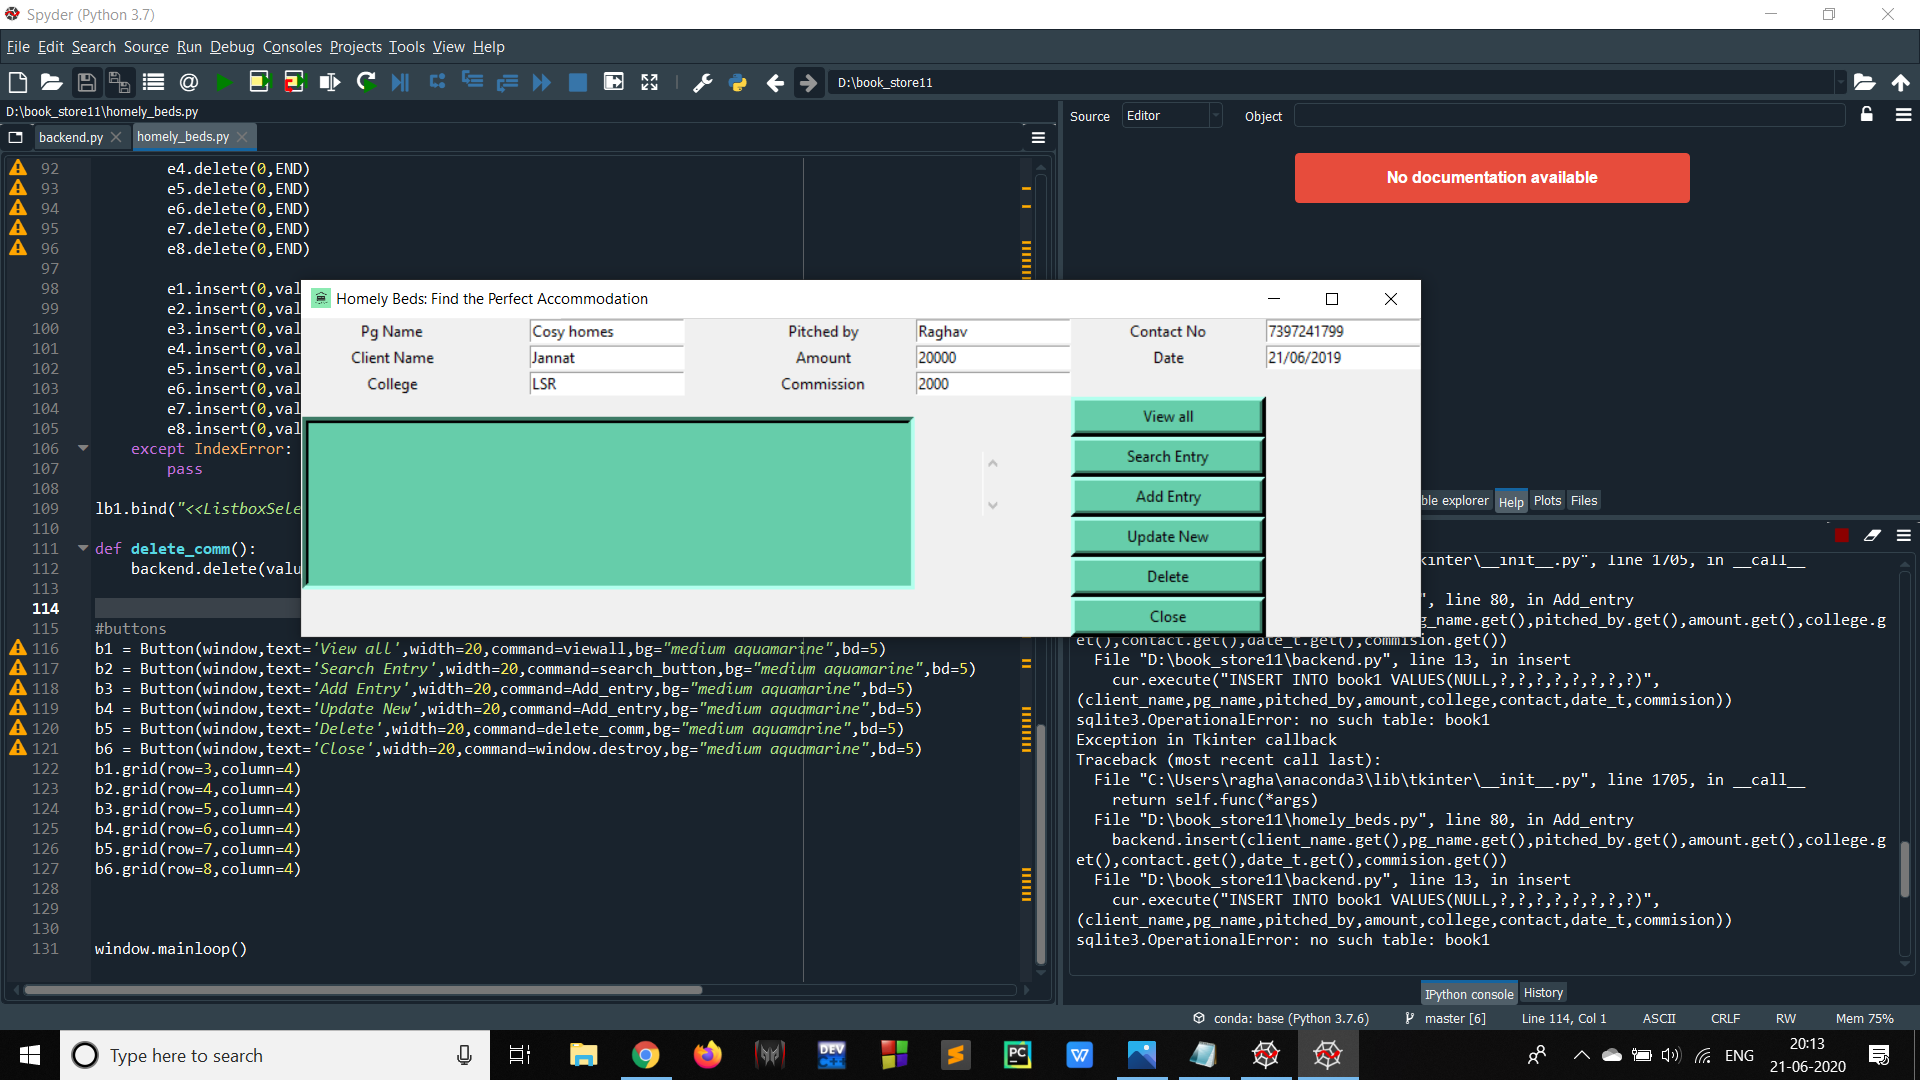 Spyder (Python 3.7)
File Edit Search Source Run Debug Consoles Projects Tools View Help
D:\book_store11
D:\book_store11\homely_beds.py
backend.py
homely_beds.py
92 e4.delete(0,END)
93 e5.delete(0,END)
94 e6.delete(0,END)
95 e7.delete(0,END)
96 e8.delete(0,END)
97
98 e1.insert(0,val
99 e2.insert(0,val
100 e3.insert(0,val
101 e4.insert(0,val
102 e5.insert(0,val
103 e6.insert(0,val
104 e7.insert(0,val
105 e8.insert(0,val
106 except IndexError:
107 pass
108
109 lb1.bind("<<ListboxSele
110
111 def delete_comm():
112 backend.delete(valu
113
114
115 #buttons
116 b1 = Button(window,text='View all',width=20,command=viewall,bg="medium aquamarine",bd=5)
117 b2 = Button(window,text='Search Entry',width=20,command=search_button,bg="medium aquamarine",bd=5)
118 b3 = Button(window,text='Add Entry',width=20,command=Add_entry,bg="medium aquamarine",bd=5)
119 b4 = Button(window,text='Update New',width=20,command=Add_entry,bg="medium aquamarine",bd=5)
120 b5 = Button(window,text='Delete',width=20,command=delete_comm,bg="medium aquamarine",bd=5)
121 b6 = Button(window,text='Close',width=20,command=window.destroy,bg="medium aquamarine",bd=5)
122 b1.grid(row=3,column=4)
123 b2.grid(row=4,column=4)
124 b3.grid(row=5,column=4)
125 b4.grid(row=6,column=4)
126 b5.grid(row=7,column=4)
127 b6.grid(row=8,column=4)
128
129
130
131 window.mainloop()
Homely Beds: Find the Perfect Accommodation
Pg Name Cosy homes Pitched by Raghav Contact No 7397241799
Client Name Jannat Amount 20000 Date 21/06/2019
College LSR Commission 2000
View all
Search Entry
Add Entry
Update New
Delete
Close
Source Editor Object
No documentation available
ble explorer Help Plots Files
kinter\__init__.py", line 1705, in __call__
", line 80, in Add_entry
pg_name.get(),pitched_by.get(),amount.get(),college.g
et(),contact.get(),date_t.get(),commision.get())
File "D:\book_store11\backend.py", line 13, in insert
cur.execute("INSERT INTO book1 VALUES(NULL,?,?,?,?,?,?,?,?)",
(client_name,pg_name,pitched_by,amount,college,contact,date_t,commision))
sqlite3.OperationalError: no such table: book1
Exception in Tkinter callback
Traceback (most recent call last):
File "C:\Users\ragha\anaconda3\lib\tkinter\__init__.py", line 1705, in __call__
return self.func(*args)
File "D:\book_store11\homely_beds.py", line 80, in Add_entry
backend.insert(client_name.get(),pg_name.get(),pitched_by.get(),amount.get(),college.g
et(),contact.get(),date_t.get(),commision.get())
File "D:\book_store11\backend.py", line 13, in insert
cur.execute("INSERT INTO book1 VALUES(NULL,?,?,?,?,?,?,?,?)",
(client_name,pg_name,pitched_by,amount,college,contact,date_t,commision))
sqlite3.OperationalError: no such table: book1
IPython console History
conda: base (Python 3.7.6) master [6] Line 114, Col 1 ASCII CRLF RW Mem 75%
Type here to search
DEV
PC
W
ENG
20:13
21-06-2020